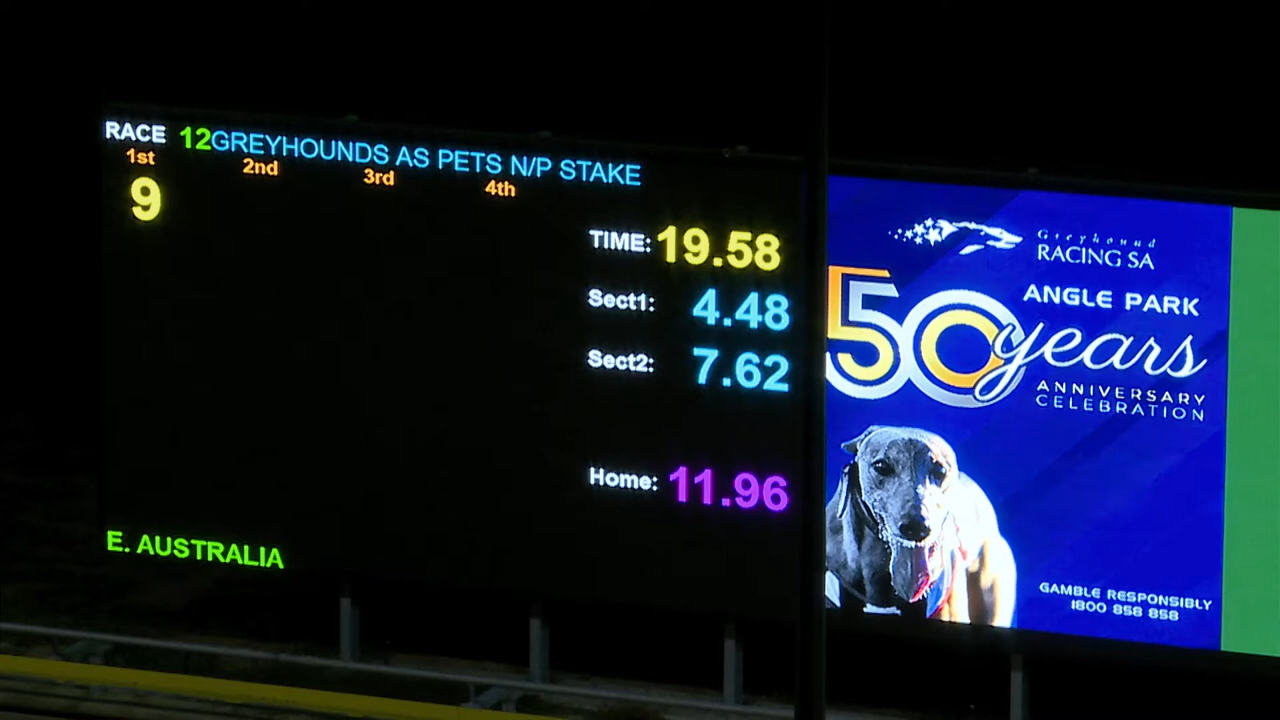 RACE 12GREYHOUNDS AS PETS N/P STAKE
1st 2nd 3rd 4th
9
TIME: 19.58
Sect1: 4.48
Sect2: 7.62
Home: 11.96
E. AUSTRALIA
Greyhound
RACING SA
ANGLE PARK
50 years
ANNIVERSARY
CELEBRATION
GAMBLE RESPONSIBLY
1800 858 858